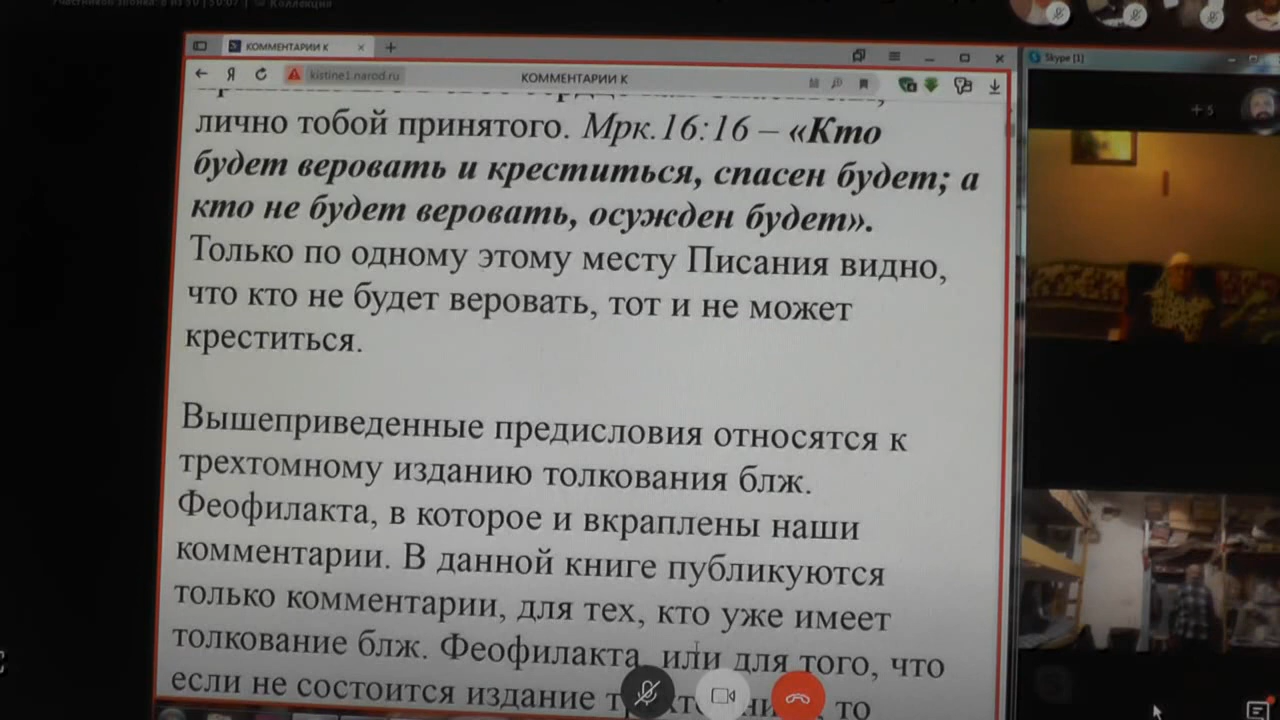 КОММЕНТАРИИ К
Skype [1]
kistine1.narod.ru
КОММЕНТАРИИ К
+5
лично тобой принятого. Мрк.16:16 – «Кто
будет веровать и креститься, спасен будет; а
кто не будет веровать, осужден будет».
Только по одному этому месту Писания видно,
что кто не будет веровать, тот и не может
креститься.
Вышеприведенные предисловия относятся к
трехтомному изданию толкования блж.
Феофилакта, в которое и вкраплены наши
комментарии. В данной книге публикуются
только комментарии, для тех, кто уже имеет
толкование блж. Феофилакта, или для того, что
если не состоится издание то